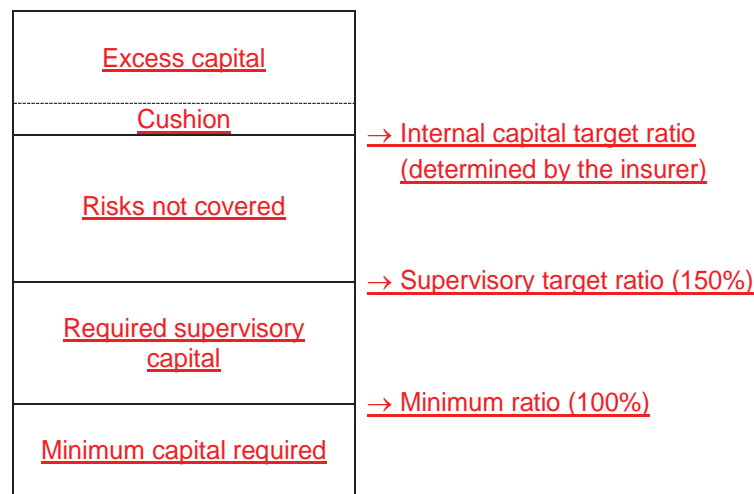 Excess capital
Cushion
→ Internal capital target ratio
(determined by the insurer)
Risks not covered
→ Supervisory target ratio (150%)
Required supervisory
capital
→ Minimum ratio (100%)
Minimum capital required